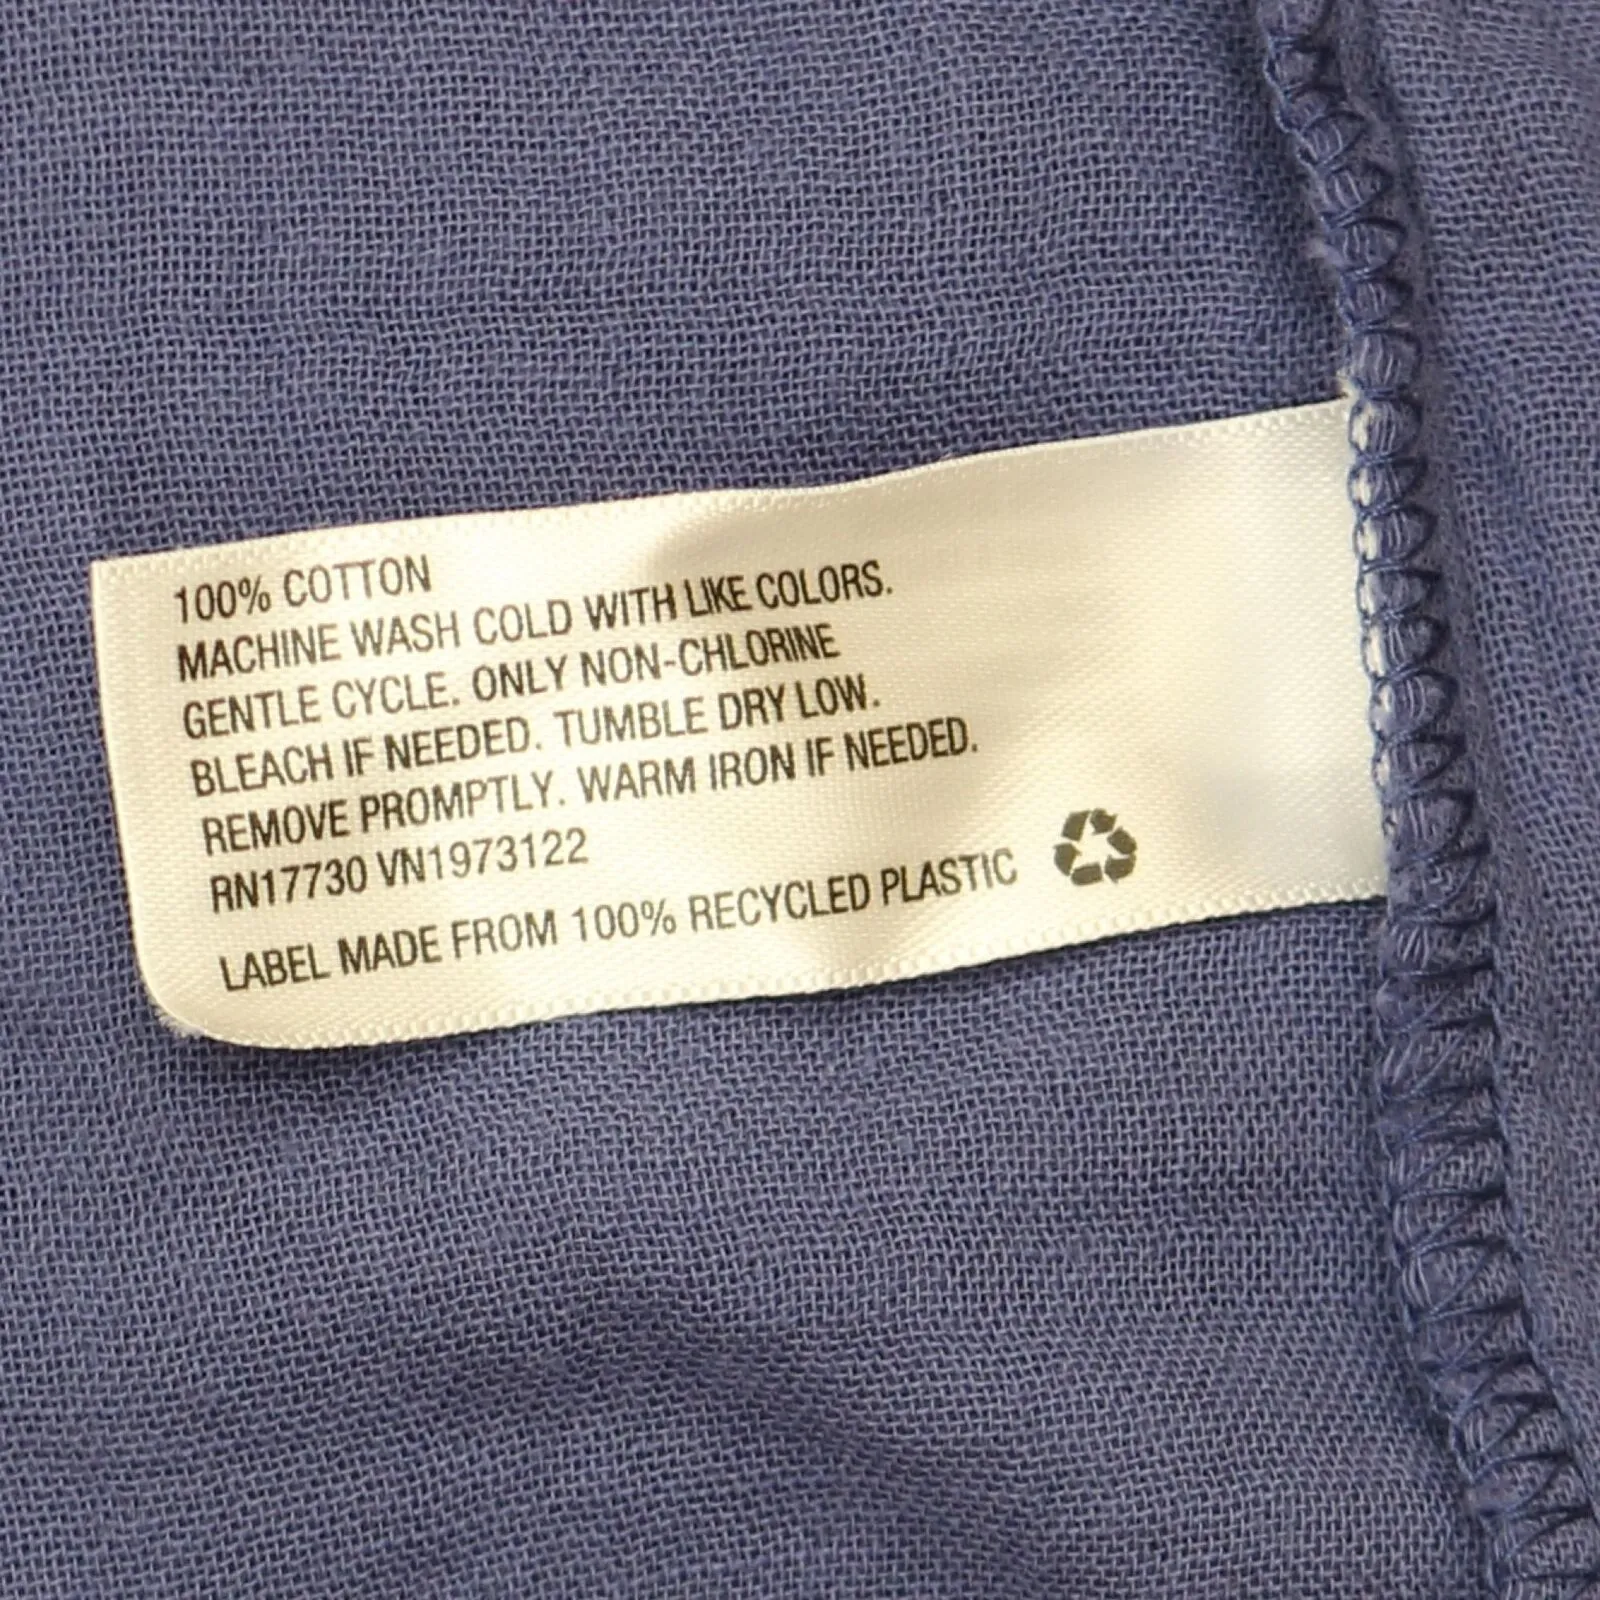 100% COTTON
MACHINE WASH COLD WITH LIKE COLORS.
GENTLE CYCLE. ONLY NON-CHLORINE
BLEACH IF NEEDED. TUMBLE DRY LOW.
REMOVE PROMPTLY. WARM IRON IF NEEDED.
RN17730 VN1973122
LABEL MADE FROM 100% RECYCLED PLASTIC